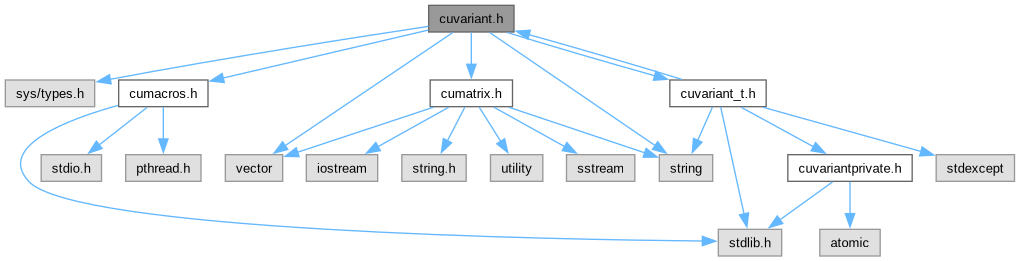 cuvariant.h
sys/types.h
cumacros.h
cumatrix.h
cuvariant_t.h
stdio.h
pthread.h
vector
iostream
string.h
utility
sstream
string
cuvariantprivate.h
stdexcept
stdlib.h
atomic